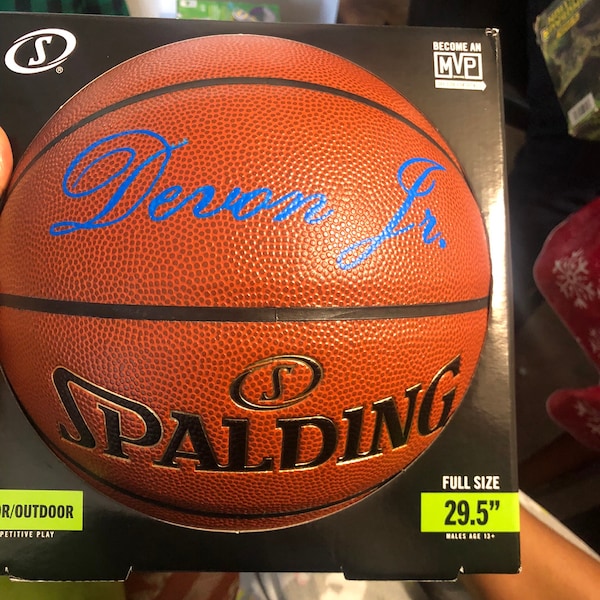 S
BECOME AN
MVP
Devon Jr.
S
SPALDING
OR/OUTDOOR
PETITIVE PLAY
FULL SIZE
29.5”
MALES AGE 13+